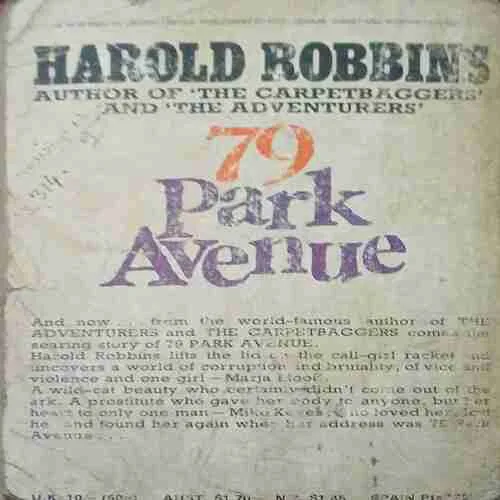 HAROLD ROBBINS
AUTHOR OF 'THE CARPETBAGGERS'
AND 'THE ADVENTURERS'
79
Park
Avenue
And now... from the world-famous author of 'THE
ADVENTURERS and THE CARPETBAGGERS comes the
searing story of 79 PARK AVENUE.
Harold Robbins lifts the lid on the call-girl racket and
uncovers a world of corruption and brutality, of vice and
violence and one girl – Marja Flood.
A wild-cat beauty who certainly didn't come out of the
ark. A prostitute who gave her body to anyone, but her
heart to only one man – Mike Keyes; who loved her, lost
her and found her again when her address was 79 Park
Avenue...